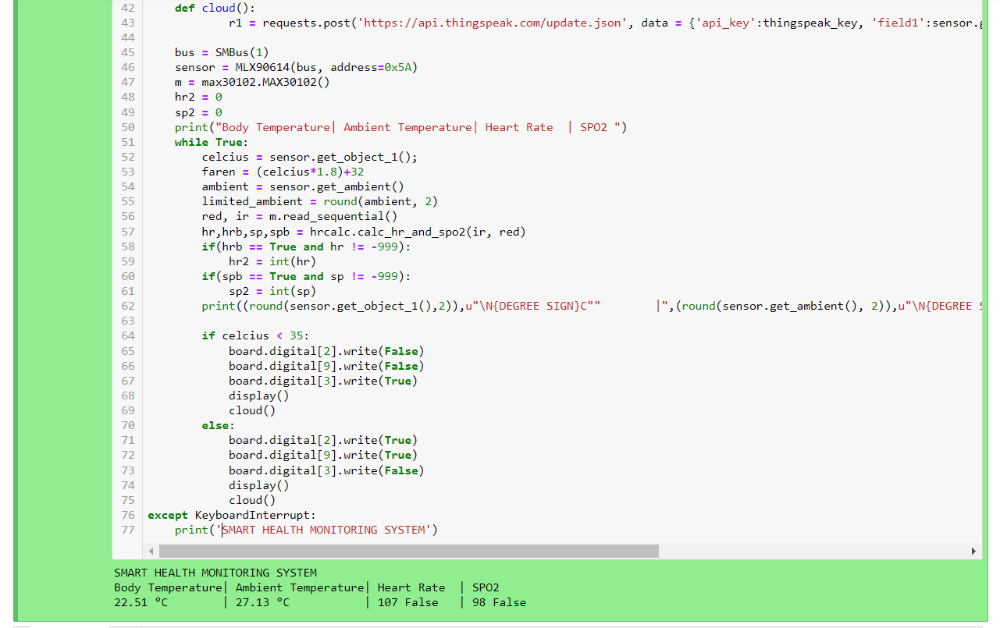 42 def cloud():
43 r1 = requests.post('https://api.thingspeak.com/update.json', data = {'api_key':thingspeak_key, 'field1':sensor.
44
45 bus = SMBus(1)
46 sensor = MLX90614(bus, address=0x5A)
47 m = max30102.MAX30102()
48 hr2 = 0
49 sp2 = 0
50 print("Body Temperature| Ambient Temperature| Heart Rate  | SPO2 ")
51 while True:
52 celcius = sensor.get_object_1();
53 faren = (celcius*1.8)+32
54 ambient = sensor.get_ambient()
55 limited_ambient = round(ambient, 2)
56 red, ir = m.read_sequential()
57 hr,hrb,sp,spb = hrcalc.calc_hr_and_spo2(ir, red)
58 if(hrb == True and hr != -999):
59 hr2 = int(hr)
60 if(spb == True and sp != -999):
61 sp2 = int(sp)
62 print((round(sensor.get_object_1(),2)),u"\N{DEGREE SIGN}C""        |",(round(sensor.get_ambient(), 2)),u"\N{DEGREE
63
64 if celcius < 35:
65 board.digital[2].write(False)
66 board.digital[9].write(False)
67 board.digital[3].write(True)
68 display()
69 cloud()
70 else:
71 board.digital[2].write(True)
72 board.digital[9].write(True)
73 board.digital[3].write(False)
74 display()
75 cloud()
76 except KeyboardInterrupt:
77 print('SMART HEALTH MONITORING SYSTEM')
SMART HEALTH MONITORING SYSTEM
Body Temperature| Ambient Temperature| Heart Rate  | SPO2
22.51 °C        | 27.13 °C           | 107 False   | 98 False